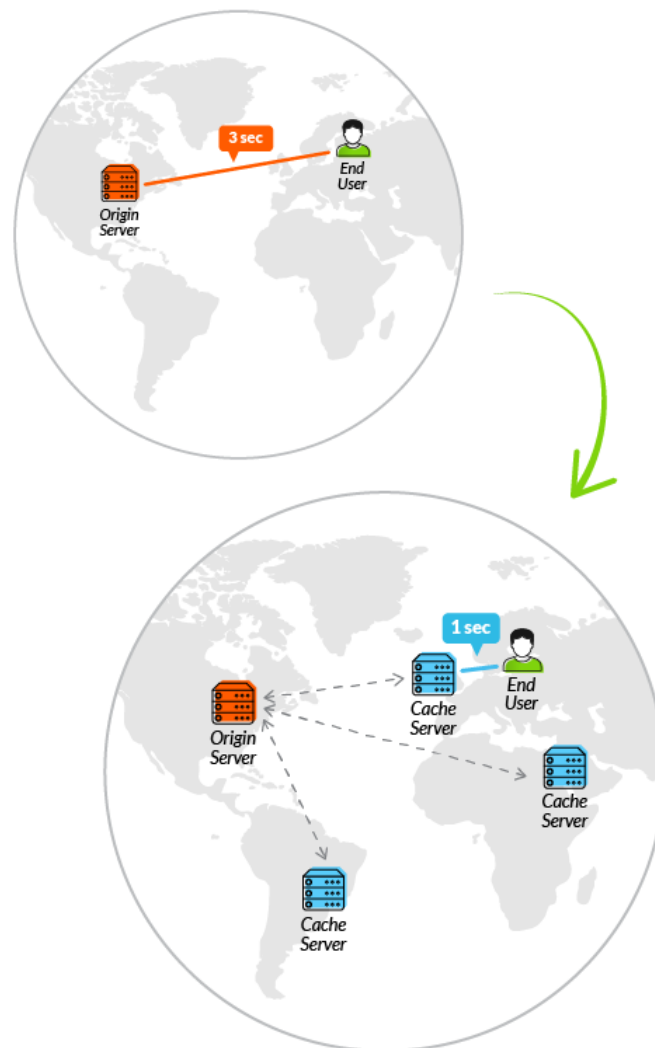 3 sec
End
User
Origin
Server
1 sec
End
User
Cache
Server
Origin
Server
Cache
Server
Cache
Server